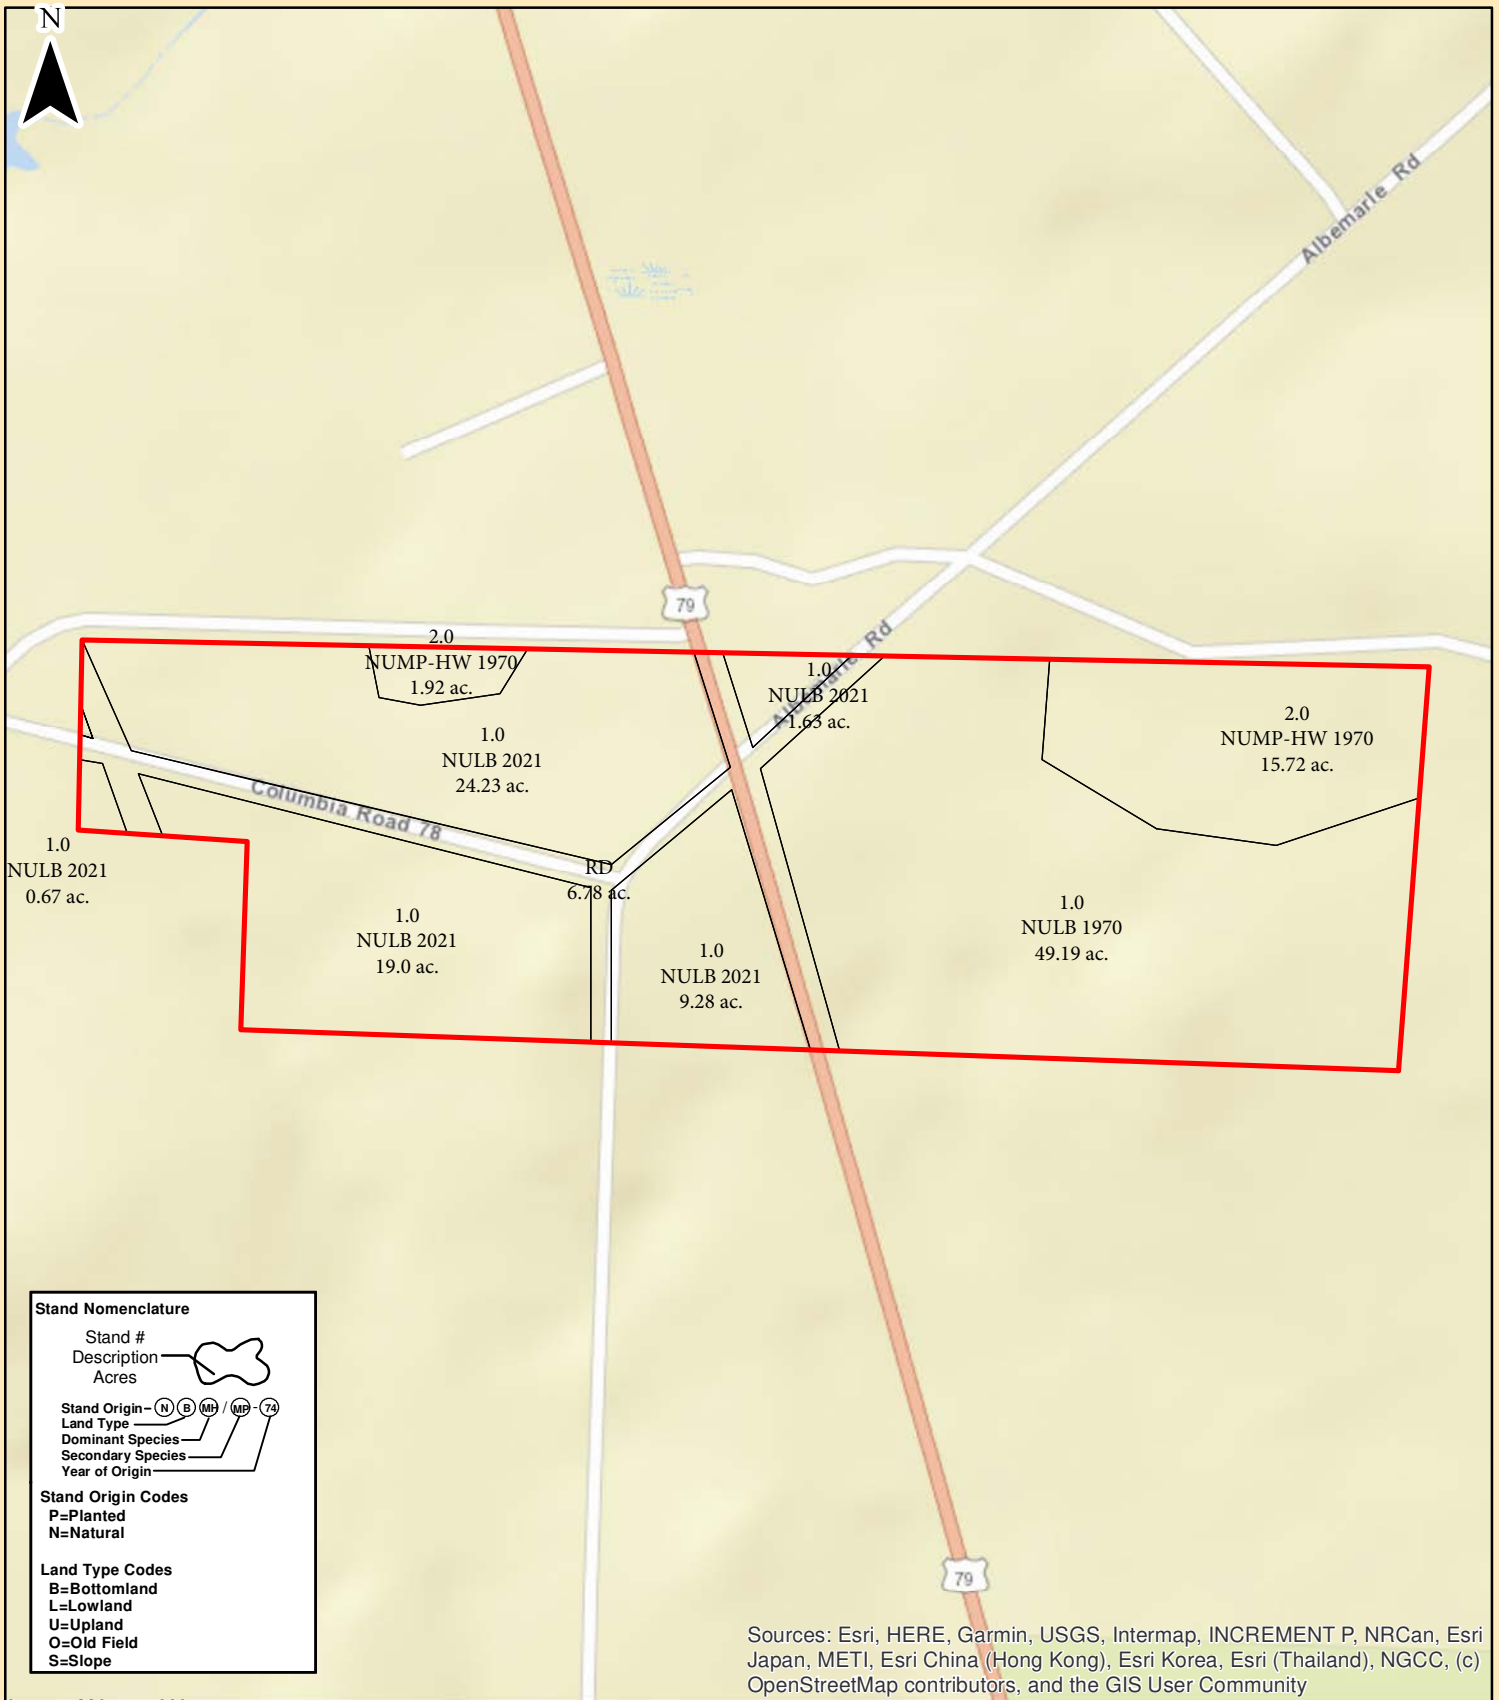 N
Albemarle Rd
79
2.0
NUMP-HW 1970
1.92 ac.
1.0
NULB 2021
24.23 ac.
Albemarle Rd
1.0
NULB 2021
1.63 ac.
2.0
NUMP-HW 1970
15.72 ac.
Columbia Road 78
1.0
NULB 2021
0.67 ac.
RD
6.78 ac.
1.0
NULB 2021
19.0 ac.
1.0
NULB 2021
9.28 ac.
1.0
NULB 1970
49.19 ac.
Stand Nomenclature
Stand #
Description
Acres
Stand Origin- N B MH / MP - 74
Land Type
Dominant Species
Secondary Species
Year of Origin
Stand Origin Codes
P=Planted
N=Natural
Land Type Codes
B=Bottomland
L=Lowland
U=Upland
O=Old Field
S=Slope
79
Sources: Esri, HERE, Garmin, USGS, Intermap, INCREMENT P, NRCan, Esri
Japan, METI, Esri China (Hong Kong), Esri Korea, Esri (Thailand), NGCC, (c)
OpenStreetMap contributors, and the GIS User Community